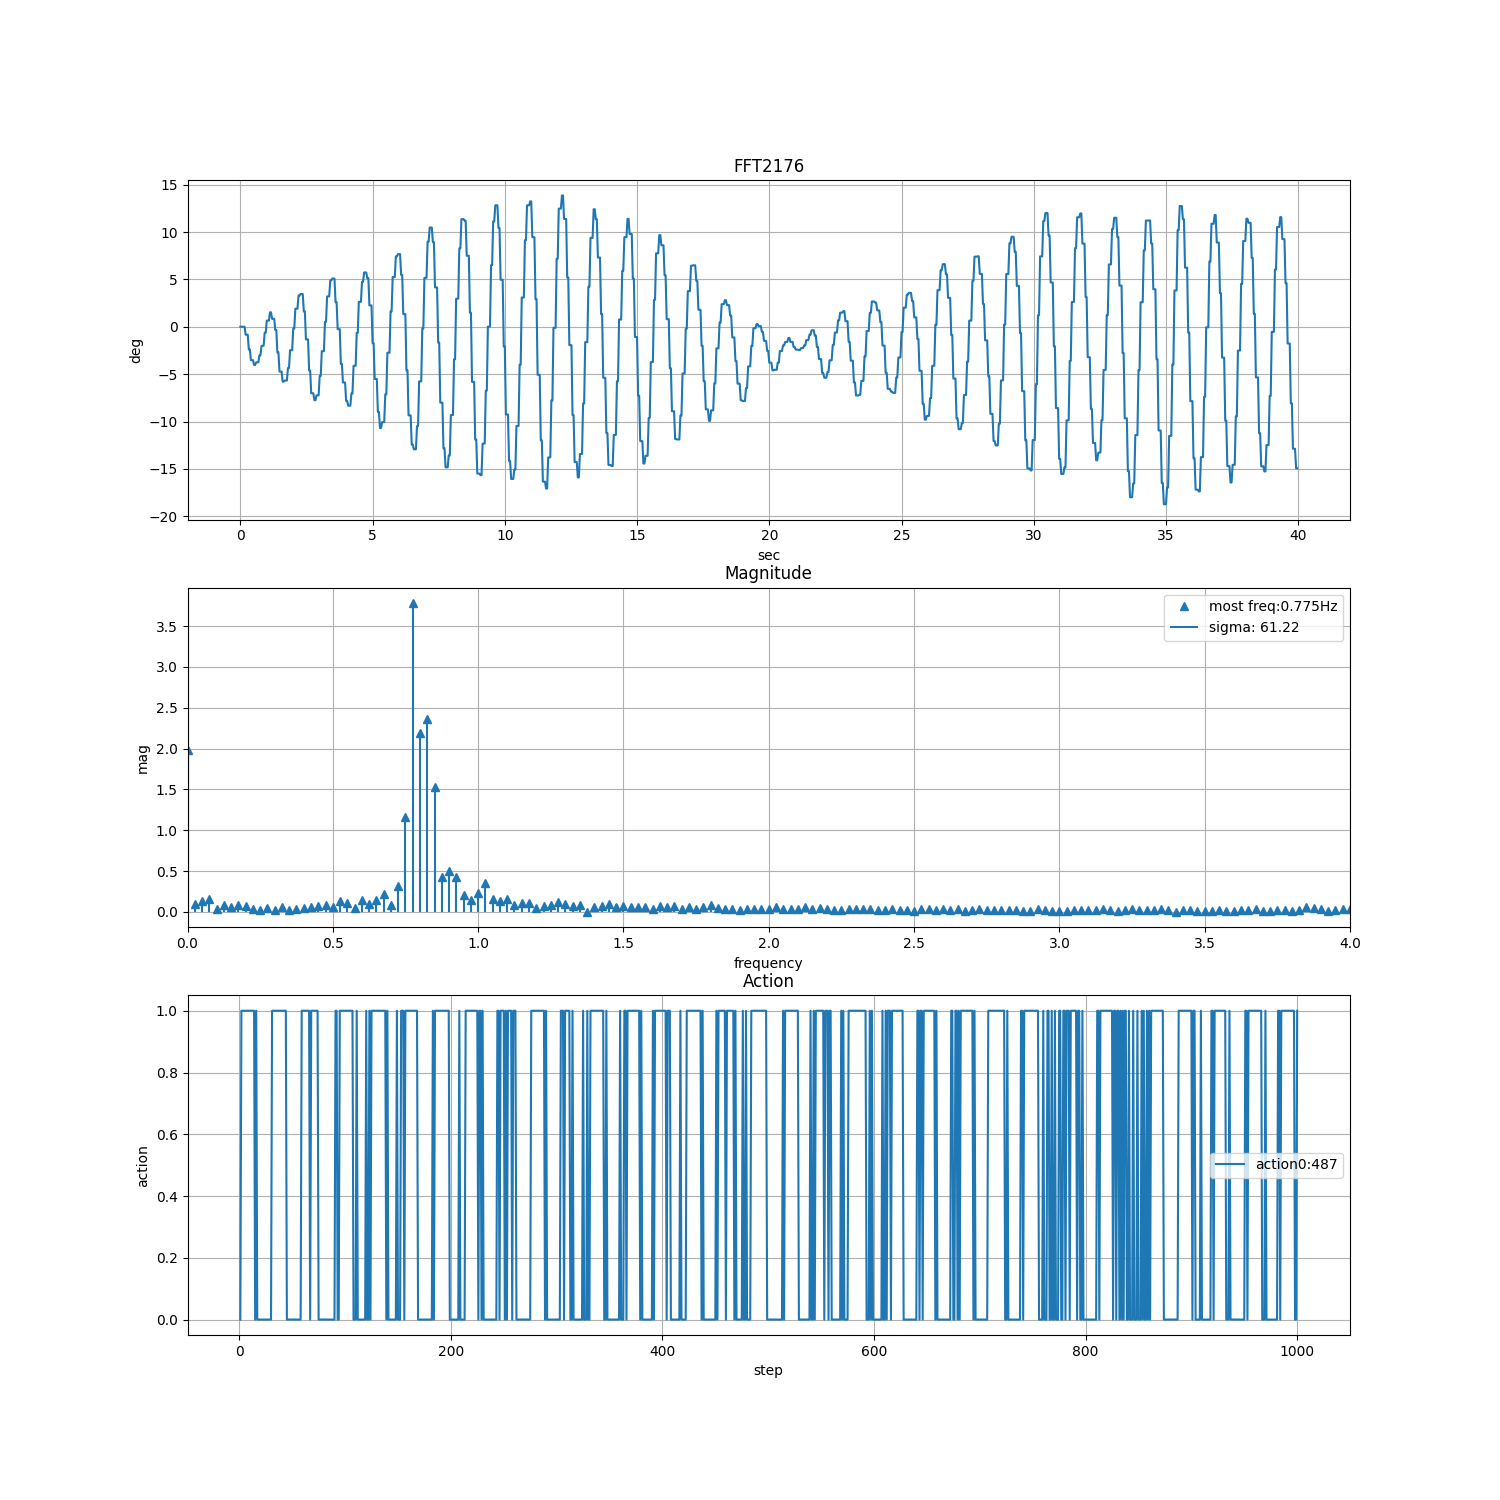 FFT2176
15
10
5
0
−5
−10
−15
−20
deg
0 5 10 15 20 25 30 35 40
sec
Magnitude
most freq:0.775Hz
sigma: 61.22
3.5
3.0
2.5
2.0
1.5
1.0
0.5
0.0
mag
0.0 0.5 1.0 1.5 2.0 2.5 3.0 3.5 4.0
frequency
Action
1.0
0.8
0.6
0.4
0.2
0.0
action
action0:487
0 200 400 600 800 1000
step